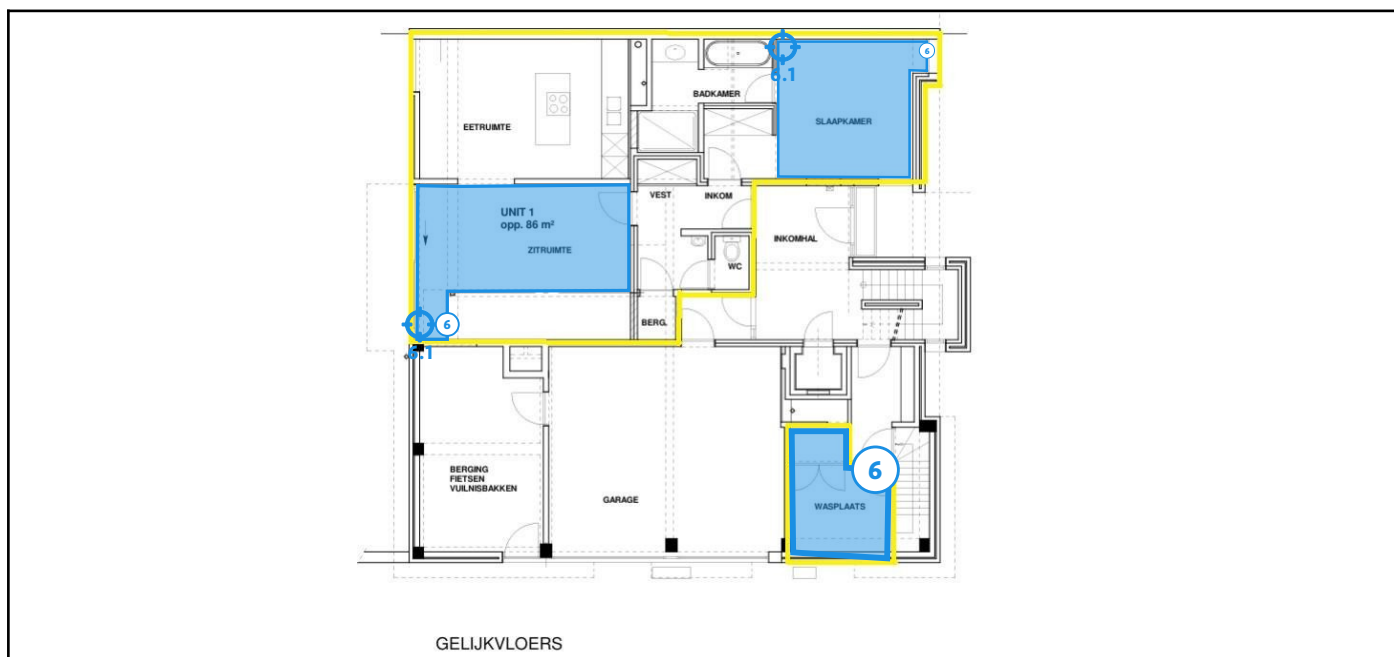 6
6.1
BADKAMER
SLAAPKAMER
EETRUIMTE
VEST
INKOM
UNIT 1
opp. 86 m²
ZITRUIMTE
INKOMHAL
WC
BERG.
6
6.1
BERGING
FIETSEN
VUILNISBAKKEN
GARAGE
6
WASPLAATS
GELIJKVLOERS